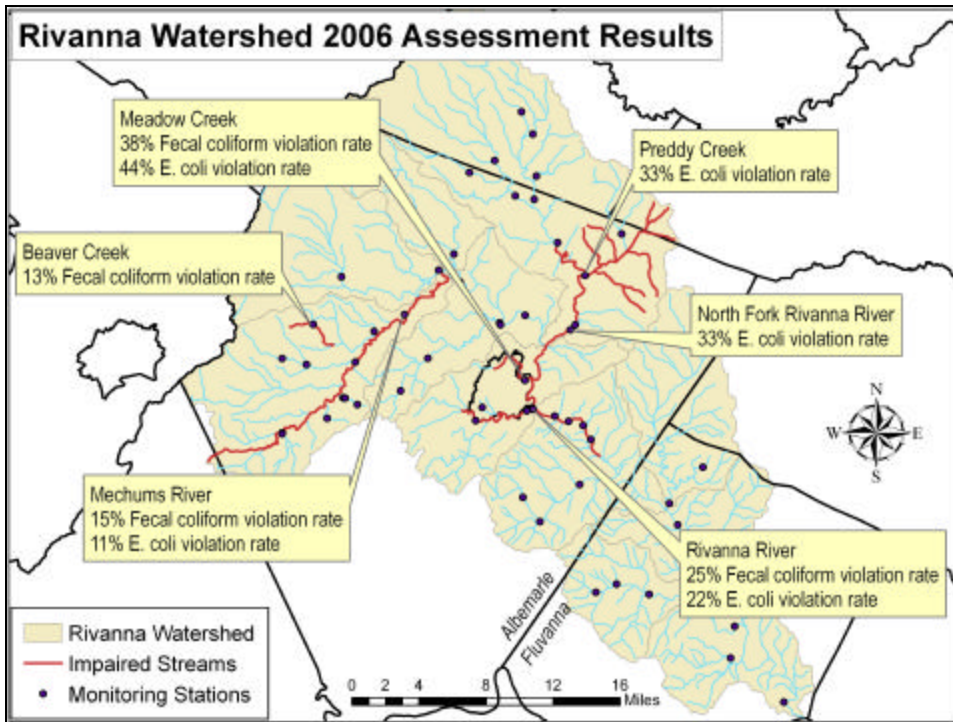 Rivanna Watershed 2006 Assessment Results
Meadow Creek
38% Fecal coliform violation rate
44% E. coli violation rate
Preddy Creek
33% E. coli violation rate
Beaver Creek
13% Fecal coliform violation rate
North Fork Rivanna River
33% E. coli violation rate
N
W
E
S
Mechums River
15% Fecal coliform violation rate
11% E. coli violation rate
Rivanna River
25% Fecal coliform violation rate
22% E. coli violation rate
Albemarle
Fluvanna
Rivanna Watershed
Impaired Streams
Monitoring Stations
0 2 4 8 12 16
Miles